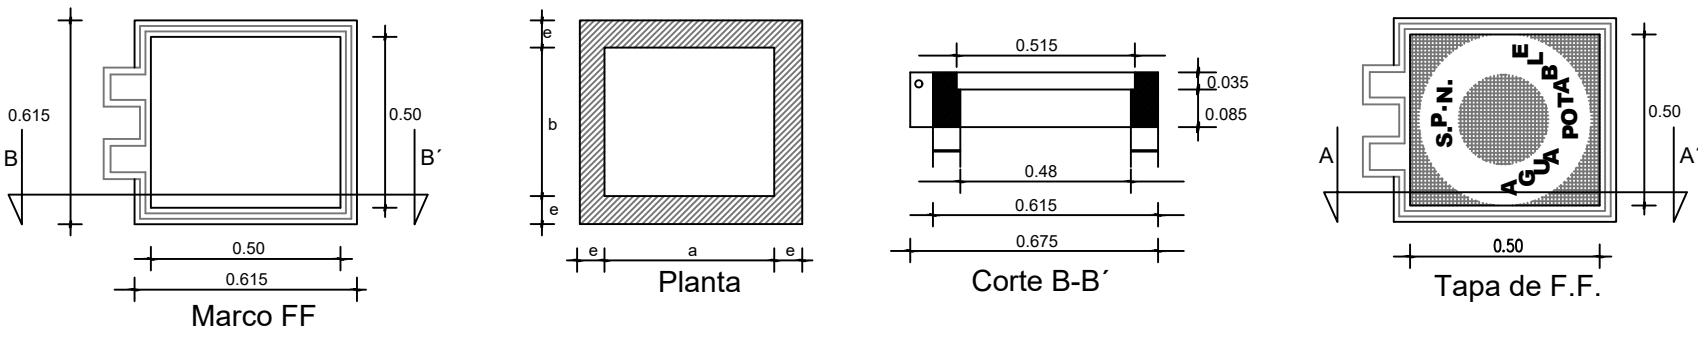 0.615
0.50
B
B´
0.50
0.615
Marco FF
e
b
e
e
a
e
Planta
0.515
0.035
0.085
0.48
0.615
0.675
Corte B-B´
S.P.N.
AGUA POTABLE
0.50
A
A´
0.50
Tapa de F.F.